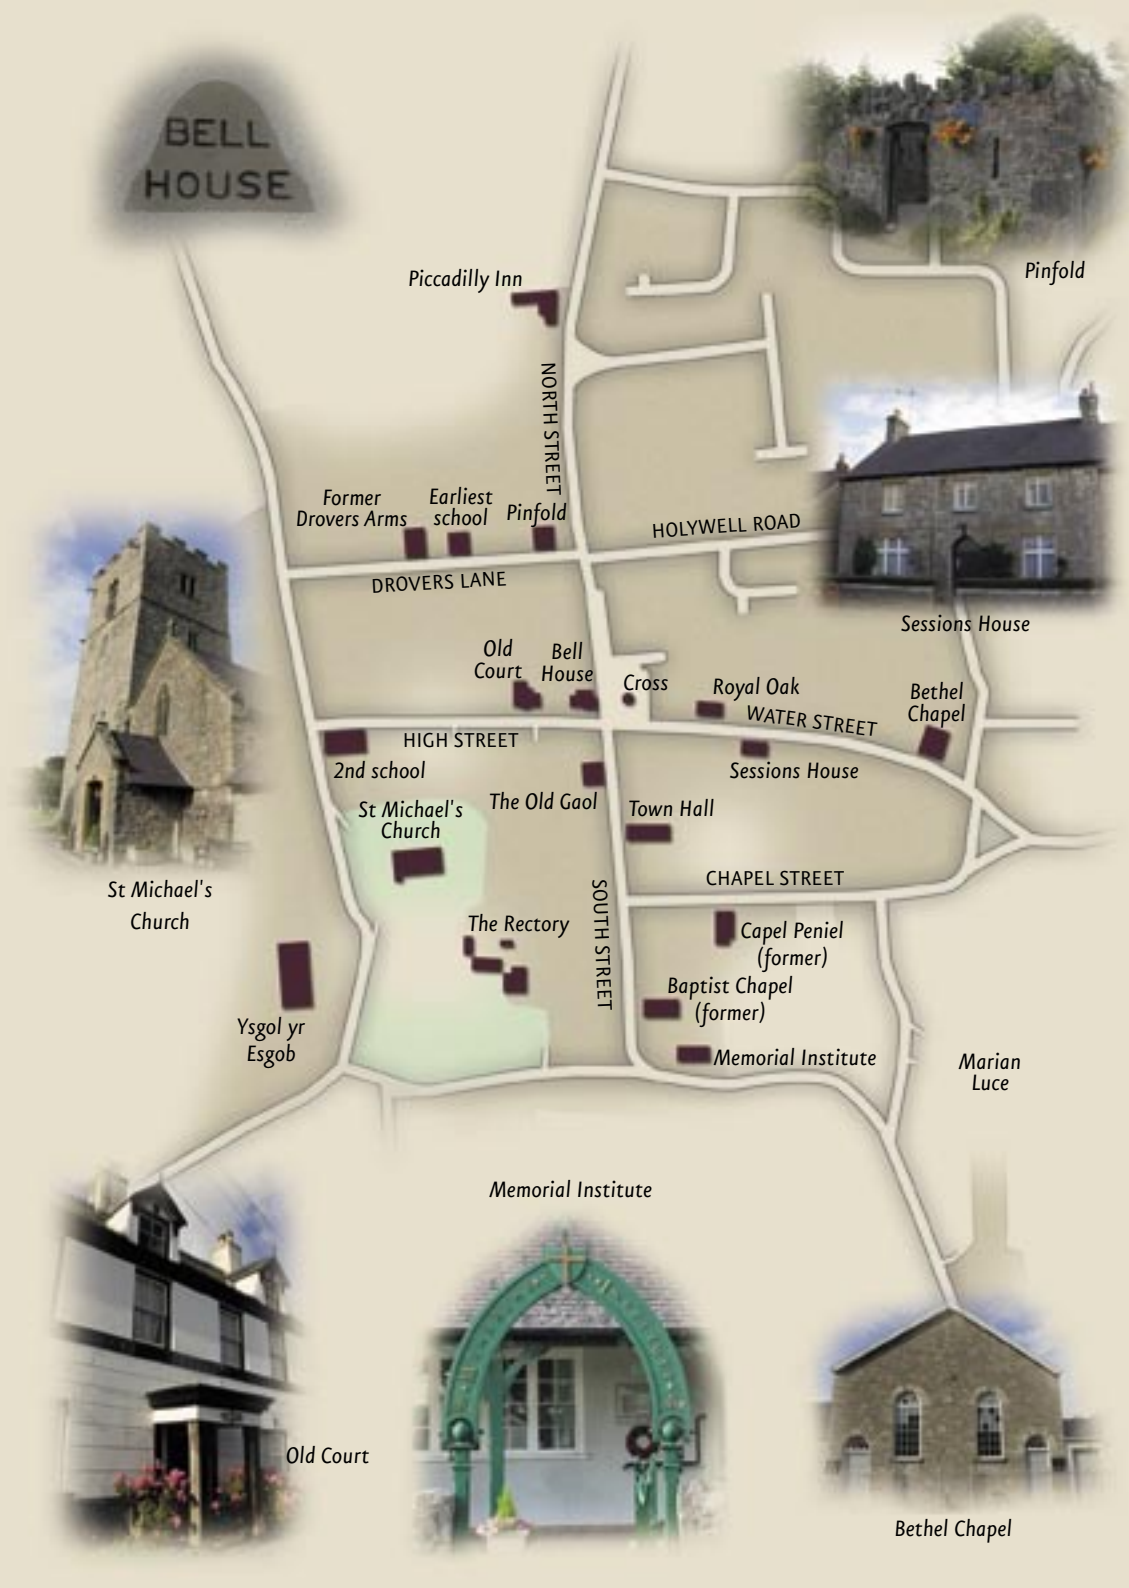 BELL
HOUSE
Pinfold
Piccadilly Inn
NORTH STREET
Former
Drovers Arms
Earliest
school
Pinfold
HOLYWELL ROAD
DROVERS LANE
Sessions House
Old
Court
Bell
House
Cross
Royal Oak
WATER STREET
Bethel
Chapel
HIGH STREET
2nd school
Sessions House
The Old Gaol
Town Hall
St Michael's
Church
St Michael's
Church
CHAPEL STREET
SOUTH STREET
The Rectory
Capel Peniel
(former)
Baptist Chapel
(former)
Ysgol yr
Esgob
Memorial Institute
Marian
Luce
Memorial Institute
Old Court
Bethel Chapel